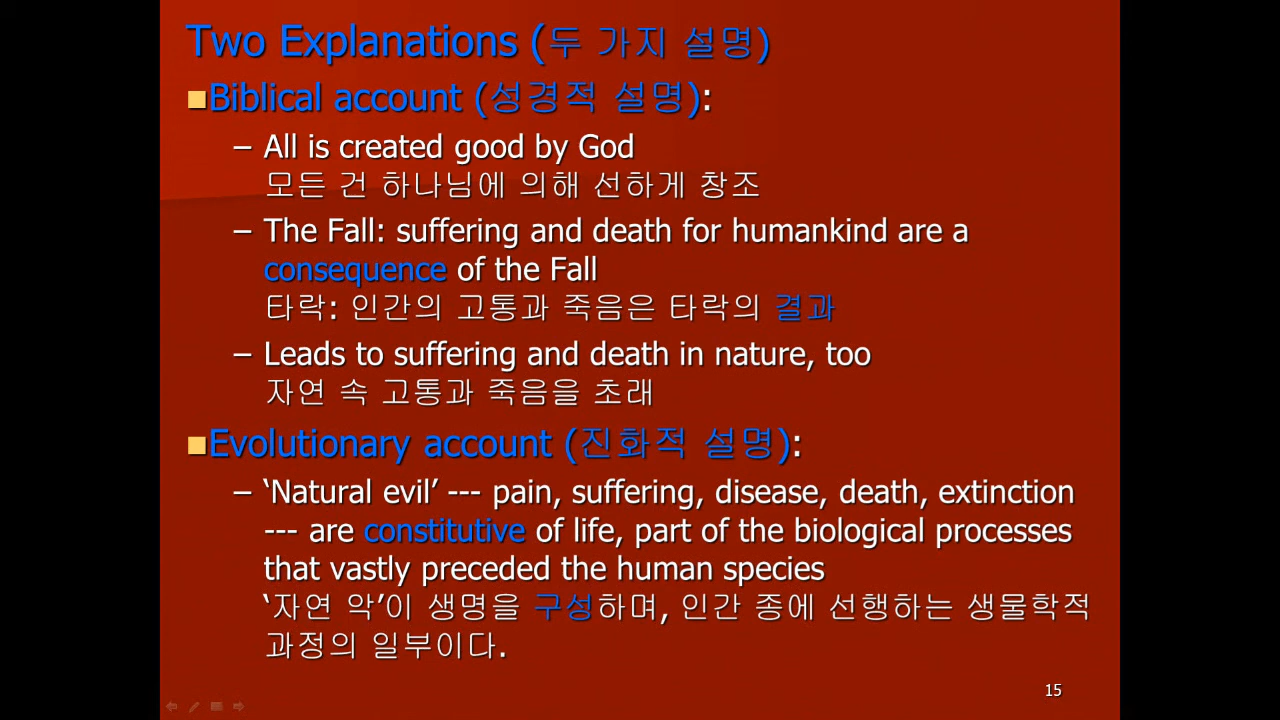 Two Explanations (두 가지 설명)
Biblical account (성경적 설명):
– All is created good by God
모든 건 하나님에 의해 선하게 창조
– The Fall: suffering and death for humankind are a
consequence of the Fall
타락: 인간의 고통과 죽음은 타락의 결과
– Leads to suffering and death in nature, too
자연 속 고통과 죽음을 초래
Evolutionary account (진화적 설명):
– ‘Natural evil’ --- pain, suffering, disease, death, extinction
--- are constitutive of life, part of the biological processes
that vastly preceded the human species
‘자연 악’이 생명을 구성하며, 인간 종에 선행하는 생물학적
과정의 일부이다.
15